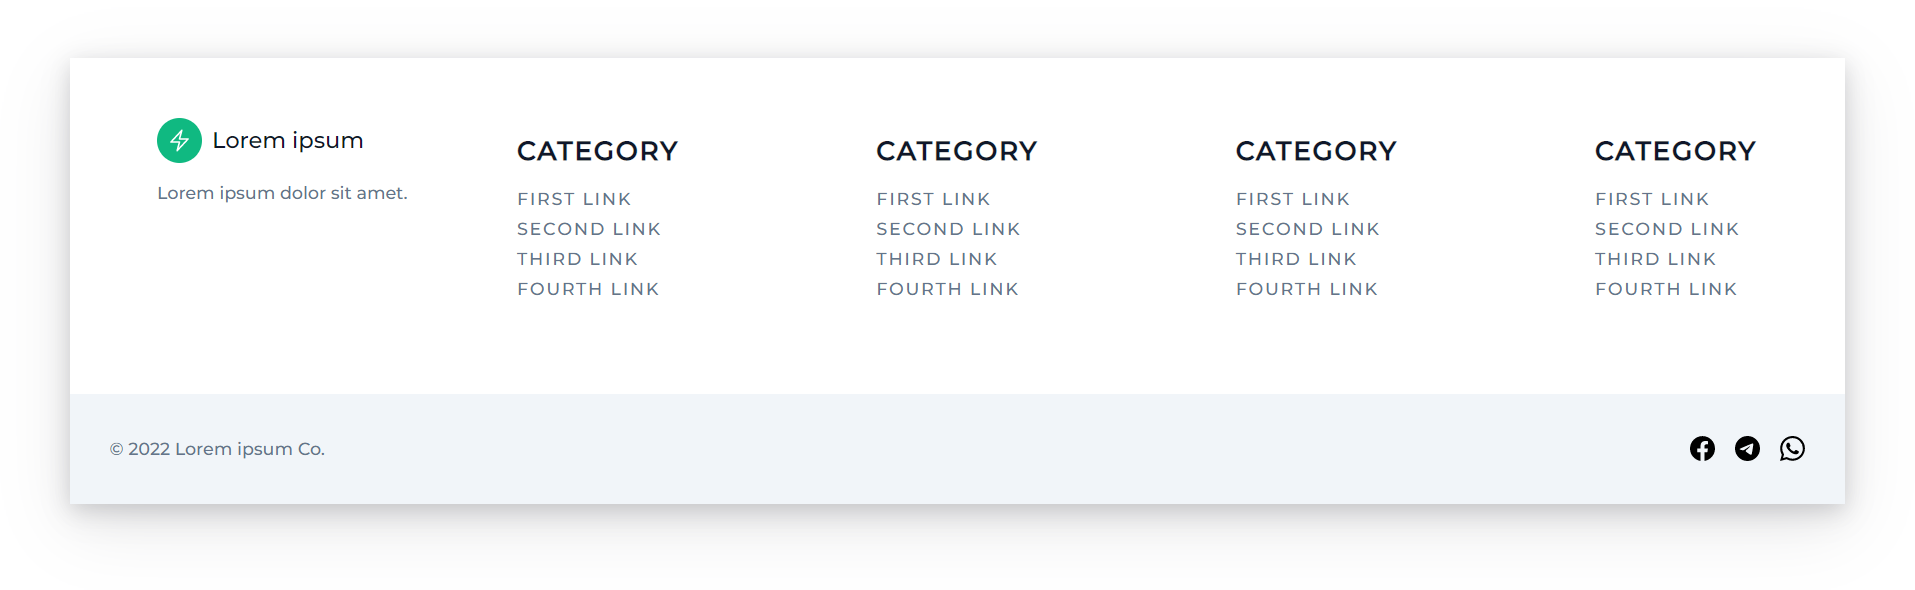 Lorem ipsum
Lorem ipsum dolor sit amet.
CATEGORY
FIRST LINK
SECOND LINK
THIRD LINK
FOURTH LINK
CATEGORY
FIRST LINK
SECOND LINK
THIRD LINK
FOURTH LINK
CATEGORY
FIRST LINK
SECOND LINK
THIRD LINK
FOURTH LINK
CATEGORY
FIRST LINK
SECOND LINK
THIRD LINK
FOURTH LINK
© 2022 Lorem ipsum Co.